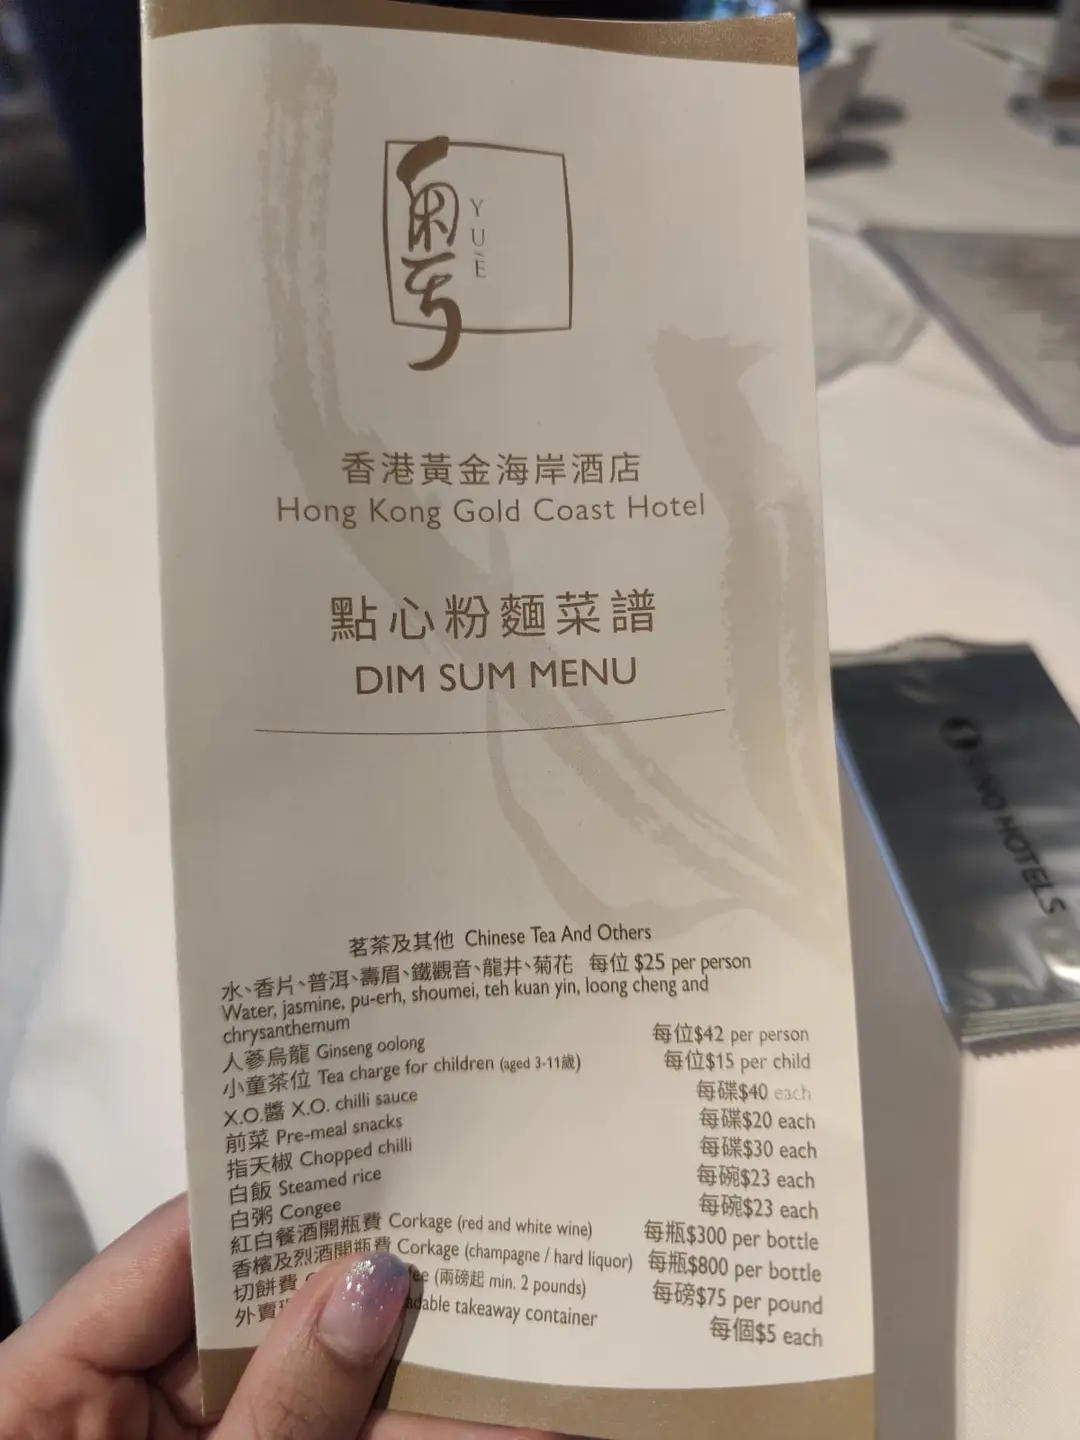 粵
YUÈ
香港黃金海岸酒店
Hong Kong Gold Coast Hotel
點心粉麵菜譜
DIM SUM MENU
茗茶及其他 Chinese Tea And Others
水、香片、普洱、壽眉、鐵觀音、龍井、菊花 每位 $25 per person
Water, jasmine, pu-erh, shoumei, teh kuan yin, loong cheng and
chrysanthemum
人蔘烏龍 Ginseng oolong 每位$42 per person
小童茶位 Tea charge for children (aged 3-11歲) 每位$15 per child
X.O.醬 X.O. chilli sauce 每碟$40 each
前菜 Pre-meal snacks 每碟$20 each
指天椒 Chopped chilli 每碟$30 each
白飯 Steamed rice 每碗$23 each
白粥 Congee 每碗$23 each
紅白餐酒開瓶費 Corkage (red and white wine) 每瓶$300 per bottle
香檳及烈酒開瓶費 Corkage (champagne / hard liquor) 每瓶$800 per bottle
切餅費 (兩磅起 min. 2 pounds) 每磅$75 per pound
外賣 takeaway container 每個$5 each
SINO HOTELS